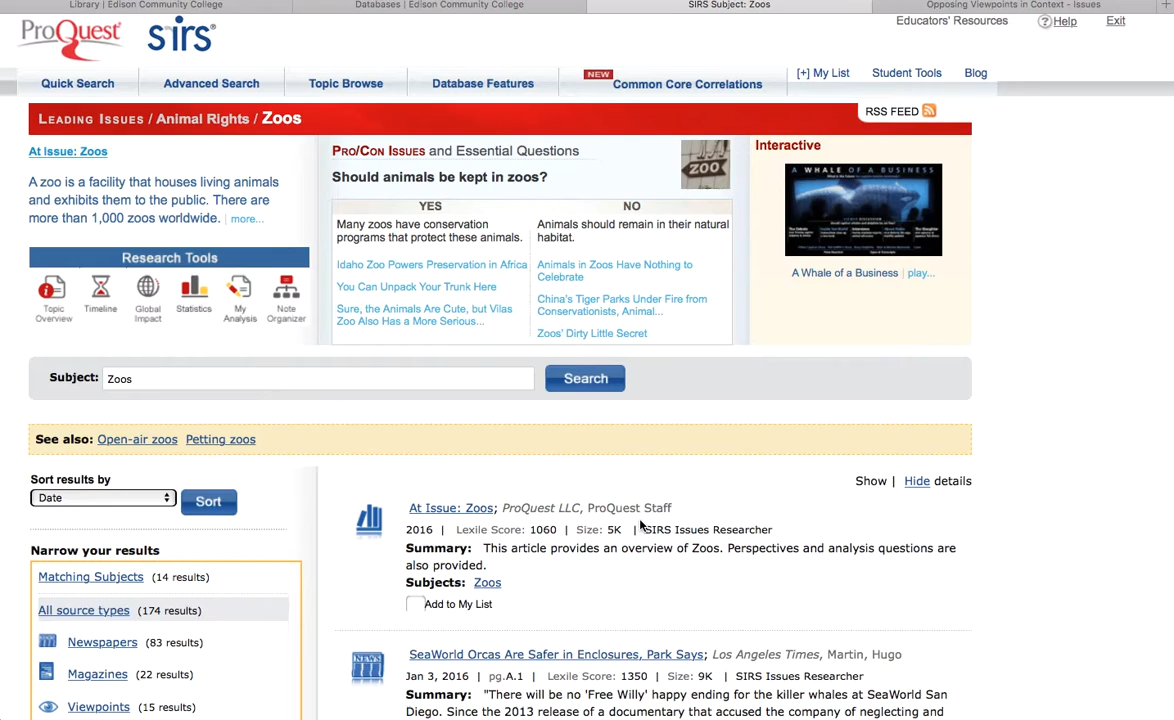 Library | Edison Community College
Databases | Edison Community College
SIRS Subject: Zoos
Opposing Viewpoints in Context - Issues
ProQuest sirs®
Educators' Resources
?Help
Exit
Quick Search
Advanced Search
Topic Browse
Database Features
NEW
Common Core Correlations
[+] My List
Student Tools
Blog
LEADING ISSUES / Animal Rights / Zoos
RSS FEED
At Issue: Zoos
A zoo is a facility that houses living animals
and exhibits them to the public. There are
more than 1,000 zoos worldwide. | more...
Research Tools
Topic Overview
Timeline
Global Impact
Statistics
My Analysis
Note Organizer
PRO/CON ISSUES and Essential Questions
Should animals be kept in zoos?
ZOO
YES
Many zoos have conservation
programs that protect these animals.
Idaho Zoo Powers Preservation in Africa
You Can Unpack Your Trunk Here
Sure, the Animals Are Cute, but Vilas
Zoo Also Has a More Serious...
NO
Animals should remain in their natural
habitat.
Animals in Zoos Have Nothing to
Celebrate
China's Tiger Parks Under Fire from
Conservationists, Animal...
Zoos' Dirty Little Secret
Interactive
A WHALE OF A BUSINESS
A Whale of a Business | play...
Subject: Zoos
Search
See also: Open-air zoos Petting zoos
Sort results by
Date
Sort
Narrow your results
Matching Subjects (14 results)
All source types (174 results)
Newspapers (83 results)
Magazines (22 results)
Viewpoints (15 results)
Show | Hide details
At Issue: Zoos; ProQuest LLC, ProQuest Staff
2016 | Lexile Score: 1060 | Size: 5K | SIRS Issues Researcher
Summary: This article provides an overview of Zoos. Perspectives and analysis questions are
also provided.
Subjects: Zoos
Add to My List
NEWS
SeaWorld Orcas Are Safer in Enclosures, Park Says; Los Angeles Times, Martin, Hugo
Jan 3, 2016 | pg.A.1 | Lexile Score: 1350 | Size: 9K | SIRS Issues Researcher
Summary: "There will be no 'Free Willy' happy ending for the killer whales at SeaWorld San
Diego. Since the 2013 release of a documentary that accused the company of neglecting and